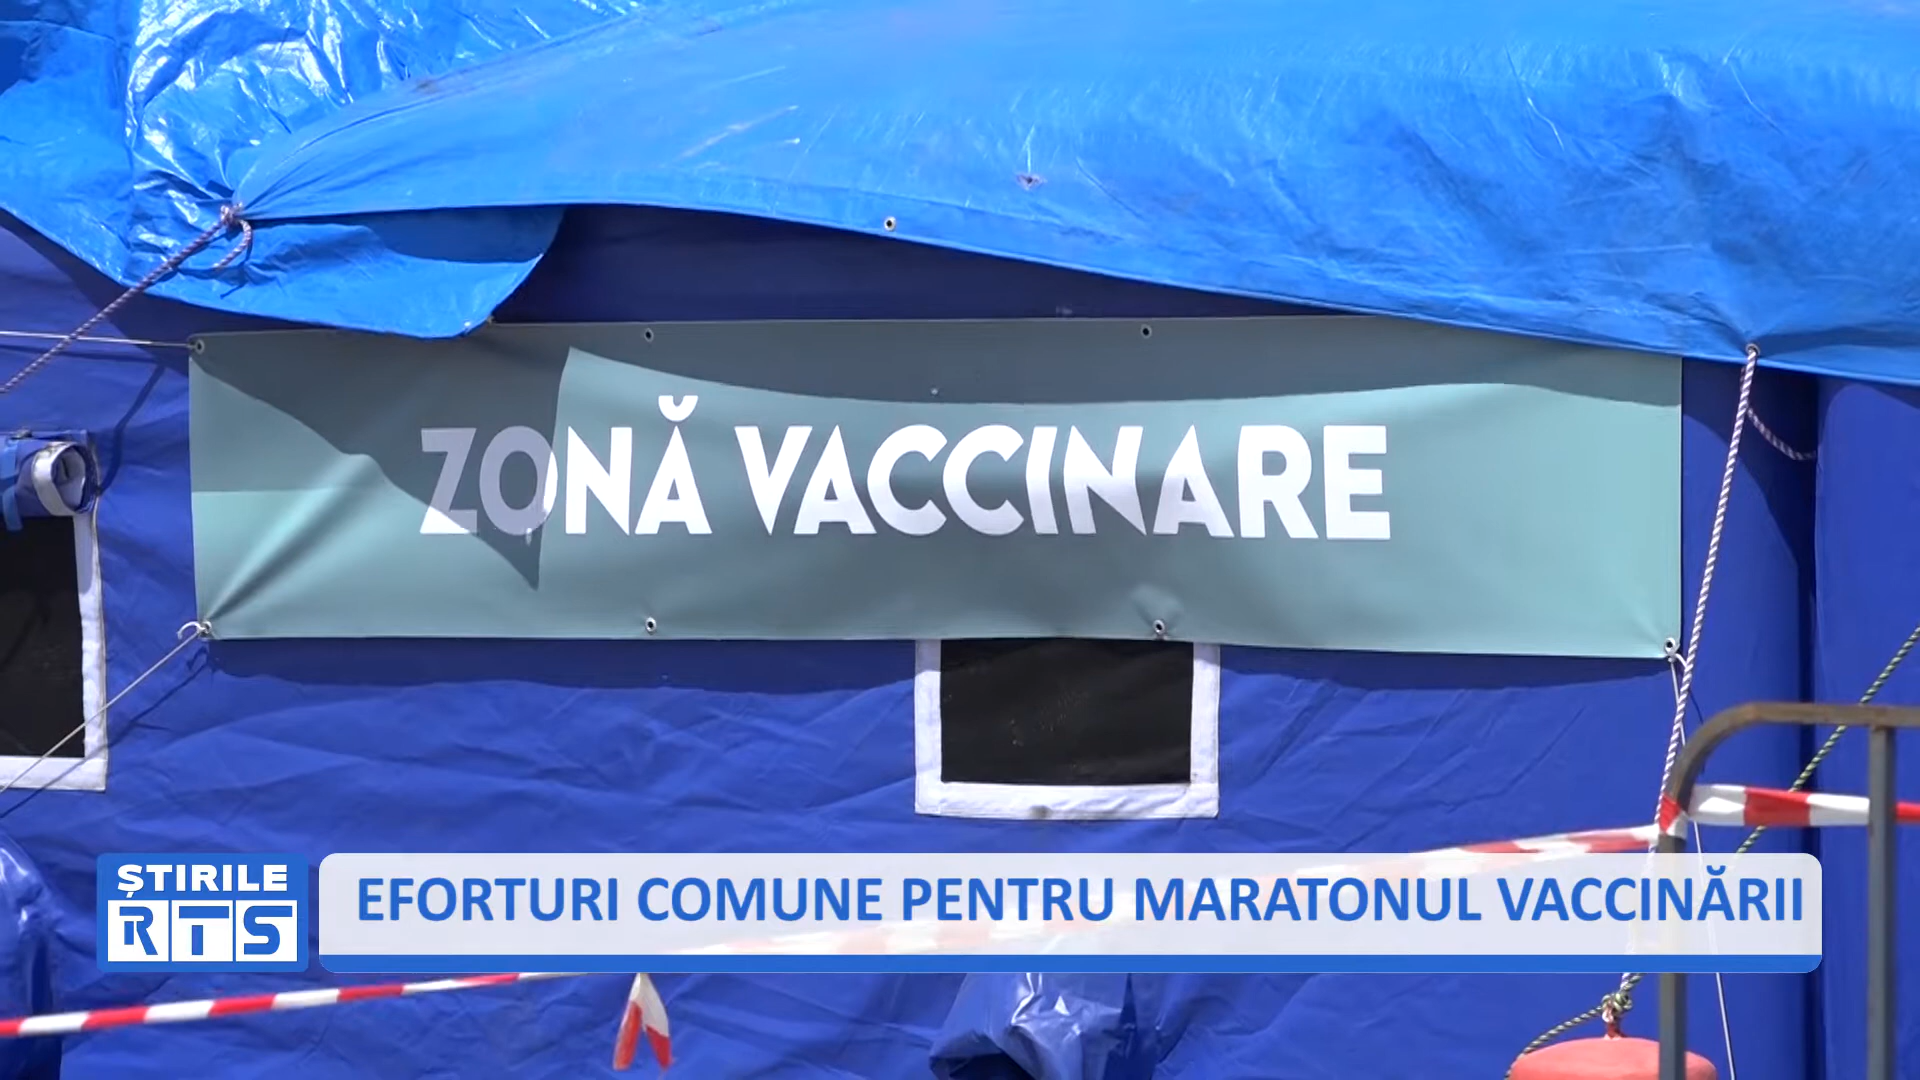 ZONĂ VACCINARE
ȘTIRILE
RTS
EFORTURI COMUNE PENTRU MARATONUL VACCINĂRII